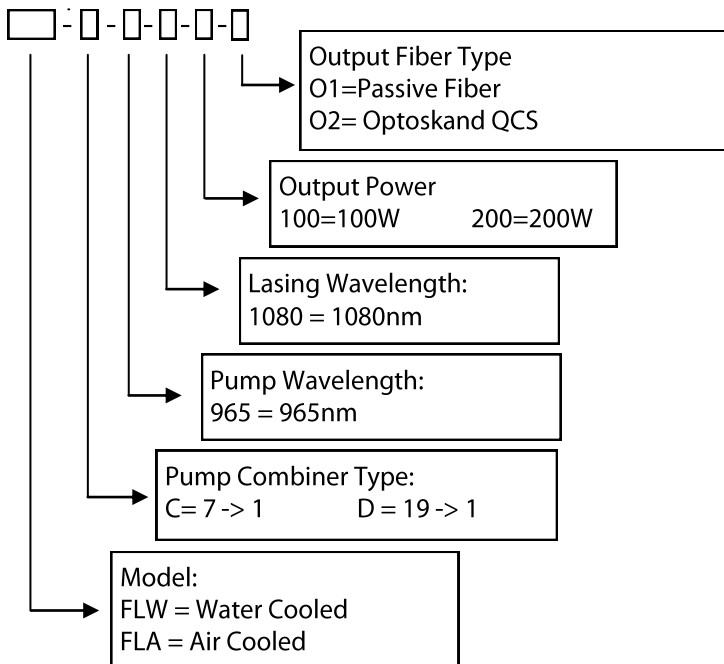 Output Fiber Type
O1=Passive Fiber
O2= Optoskand QCS
Output Power
100=100W 200=200W
Lasing Wavelength:
1080 = 1080nm
Pump Wavelength:
965 = 965nm
Pump Combiner Type:
C= 7 -> 1 D = 19 -> 1
Model:
FLW = Water Cooled
FLA = Air Cooled